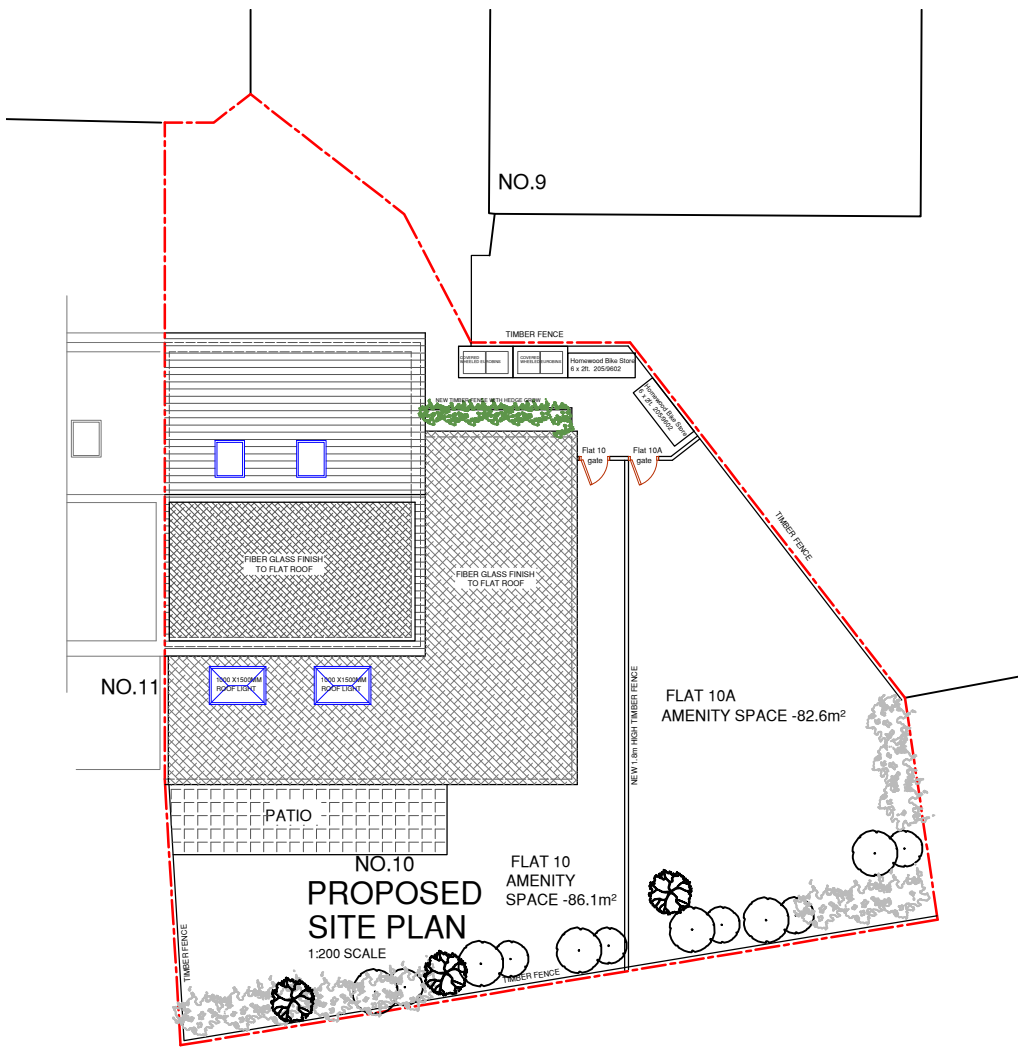 NO.9
TIMBER FENCE
COVERED
WHEELED EUROBINS
COVERED
WHEELED EUROBINS
Homewood Bike Store
6 x 2ft. 205/9602
Homewood Bike Store
6 x 2ft. 205/9602
NEW TIMBER FENCE WITH HEDGE GROW
Flat 10
gate
Flat 10A
gate
TIMBER FENCE
FIBER GLASS FINISH
TO FLAT ROOF
FIBER GLASS FINISH
TO FLAT ROOF
1000 X1500MM
ROOF LIGHT
1000 X1500MM
ROOF LIGHT
NO.11
NEW 1.8m HIGH TIMBER FENCE
FLAT 10A
AMENITY SPACE -82.6m²
PATIO
NO.10
PROPOSED
SITE PLAN
1:200 SCALE
FLAT 10
AMENITY
SPACE -86.1m²
TIMBER FENCE
TIMBER FENCE